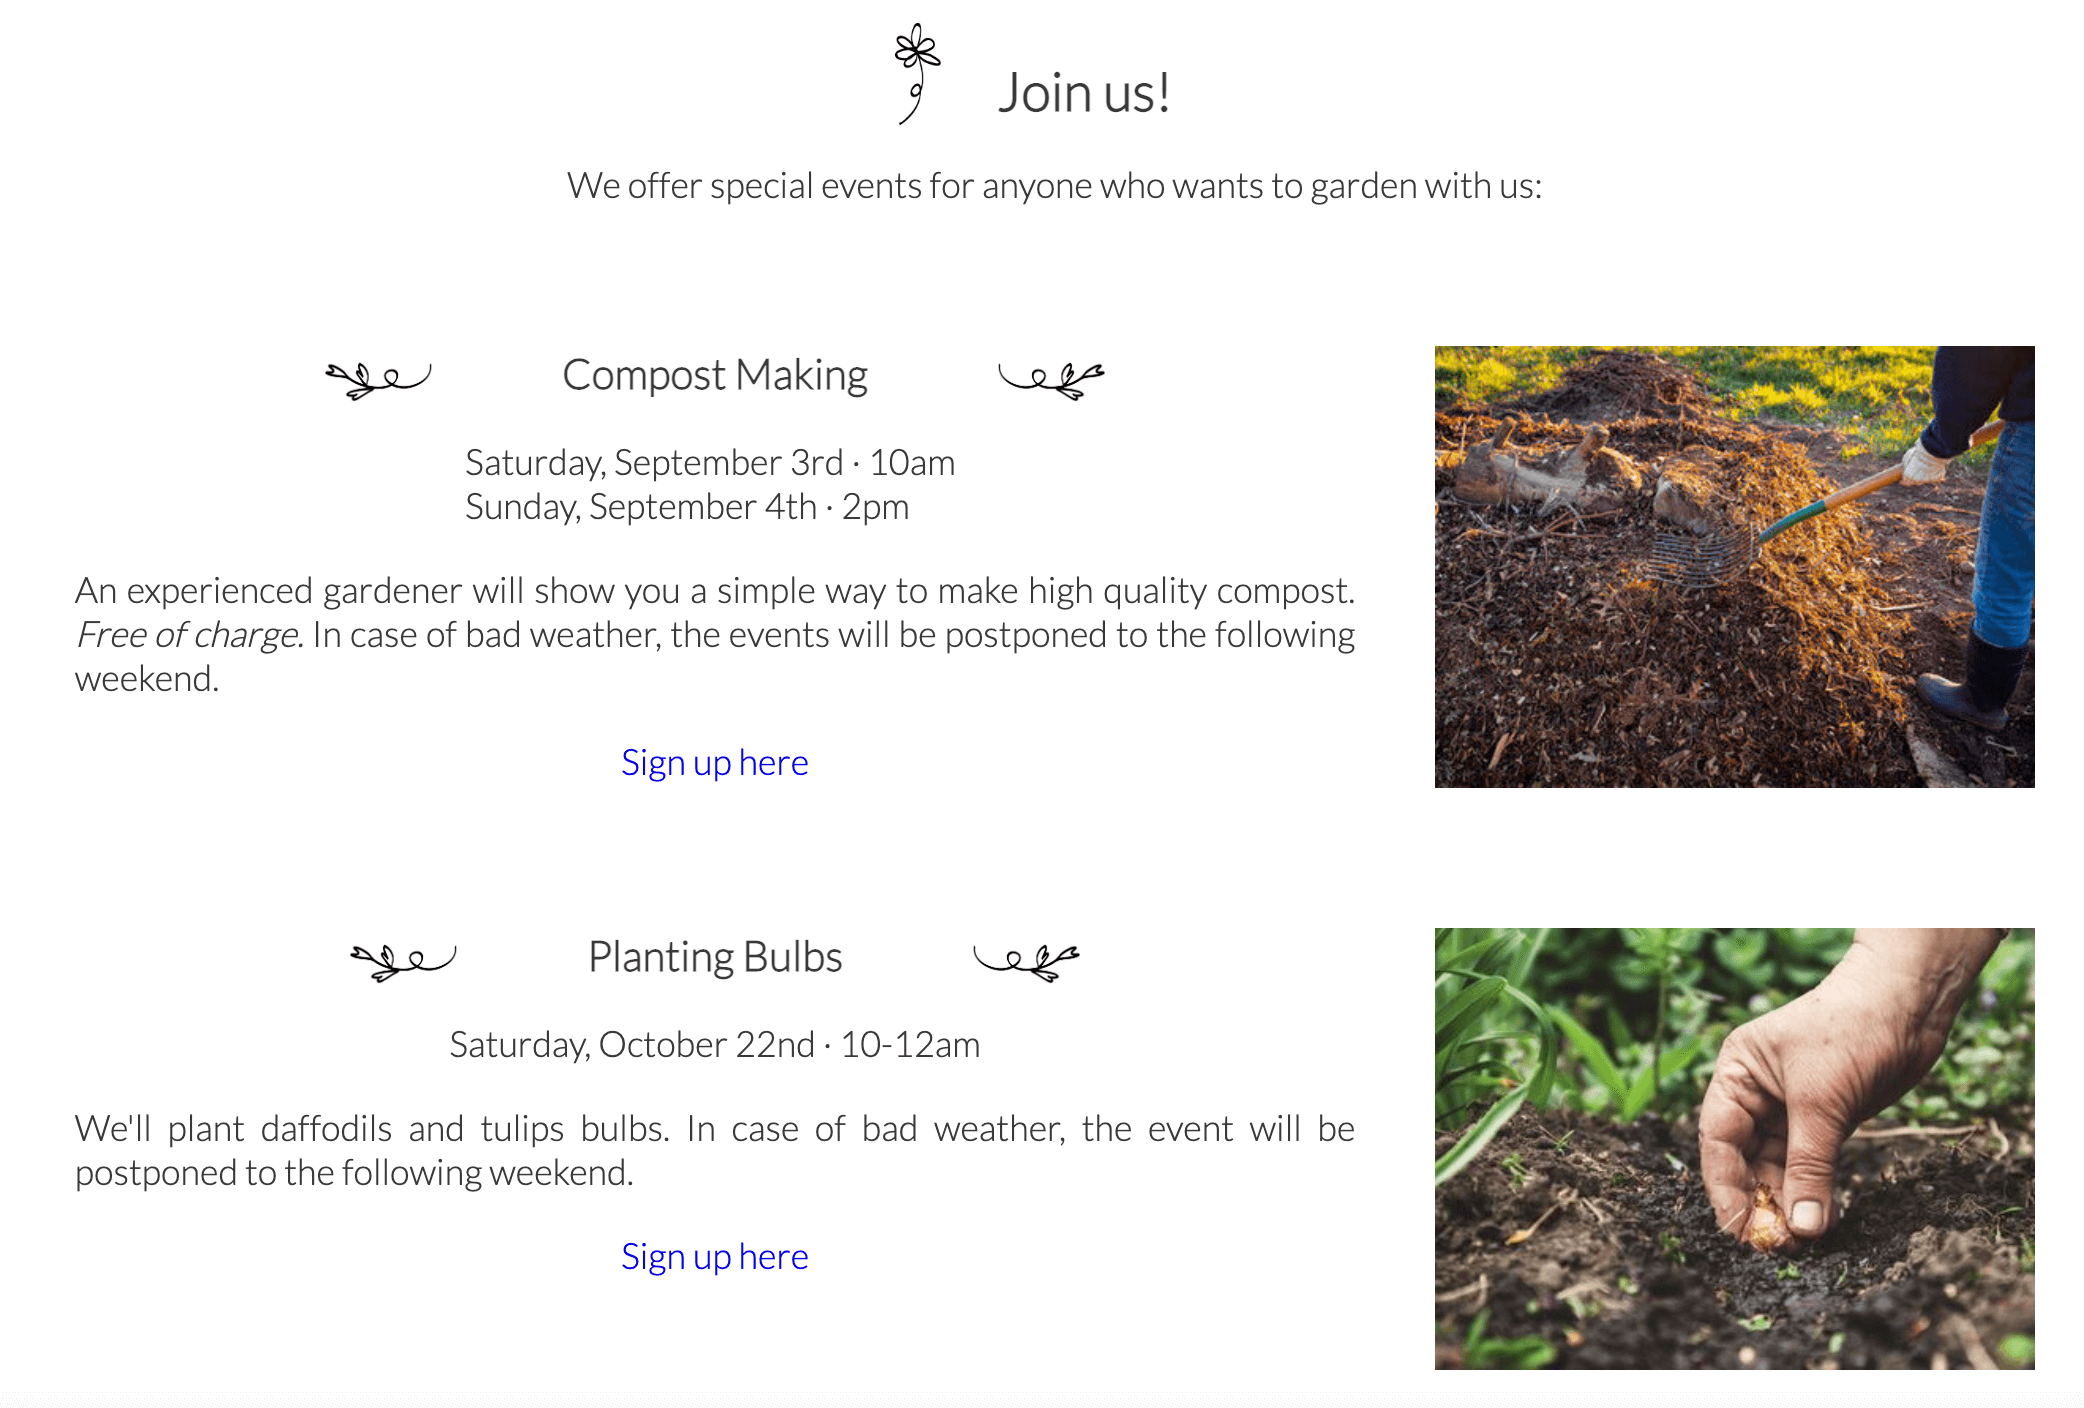 Join us!
We offer special events for anyone who wants to garden with us:
Compost Making
Saturday, September 3rd · 10am
Sunday, September 4th · 2pm
An experienced gardener will show you a simple way to make high quality compost.
Free of charge. In case of bad weather, the events will be postponed to the following
weekend.
Sign up here
Planting Bulbs
Saturday, October 22nd · 10-12am
We'll plant daffodils and tulips bulbs. In case of bad weather, the event will be
postponed to the following weekend.
Sign up here